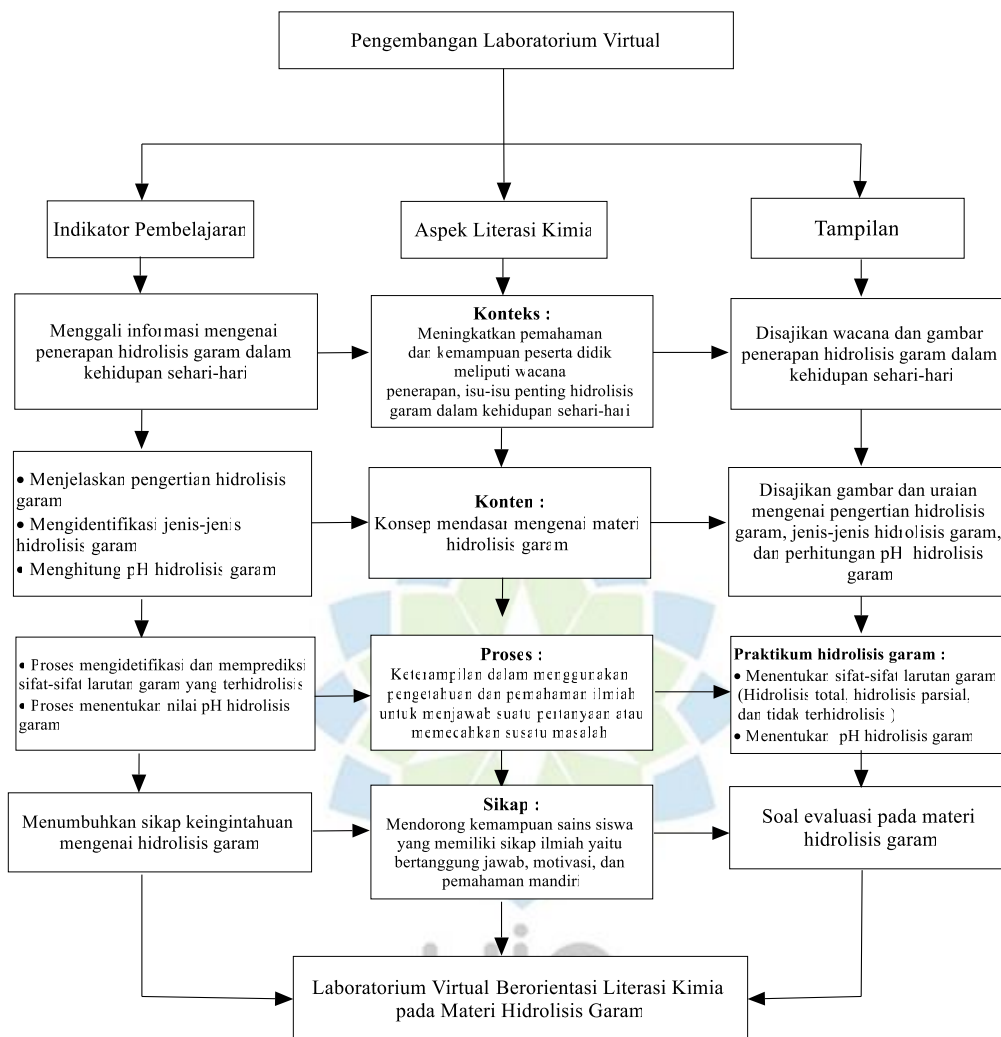 Pengembangan Laboratorium Virtual
Indikator Pembelajaran
Aspek Literasi Kimia
Tampilan
Menggali informasi mengenai
penerapan hidrolisis garam dalam
kehidupan sehari-hari
Konteks :
Meningkatkan pemahaman
dan kemampuan peserta didik
meliputi wacana
penerapan, isu-isu penting hidrolisis
garam dalam kehidupan sehari-hari
Disajikan wacana dan gambar
penerapan hidrolisis garam dalam
kehidupan sehari-hari
• Menjelaskan pengertian hidrolisis
garam
• Mengidentifikasi jenis-jenis
hidrolisis garam
• Menghitung pH hidrolisis garam
Konten :
Konsep mendasar mengenai materi
hidrolisis garam
Disajikan gambar dan uraian
mengenai pengertian hidrolisis
garam, jenis-jenis hidrolisis garam,
dan perhitungan pH hidrolisis
garam
• Proses mengidetifikasi dan memprediksi
sifat-sifat larutan garam yang terhidrolisis
• Proses menentukan nilai pH hidrolisis
garam
Proses :
Keterampilan dalam menggunakan
pengetahuan dan pemahaman ilmiah
untuk menjawab suatu pertanyaan atau
memecahkan susatu masalah
Praktikum hidrolisis garam :
• Menentukan sifat-sifat larutan garam
(Hidrolisis total, hidrolisis parsial,
dan tidak terhidrolisis )
• Menentukan pH hidrolisis garam
Menumbuhkan sikap keingintahuan
mengenai hidrolisis garam
Sikap :
Mendorong kemampuan sains siswa
yang memiliki sikap ilmiah yaitu
bertanggung jawab, motivasi, dan
pemahaman mandiri
Soal evaluasi pada materi
hidrolisis garam
Laboratorium Virtual Berorientasi Literasi Kimia
pada Materi Hidrolisis Garam